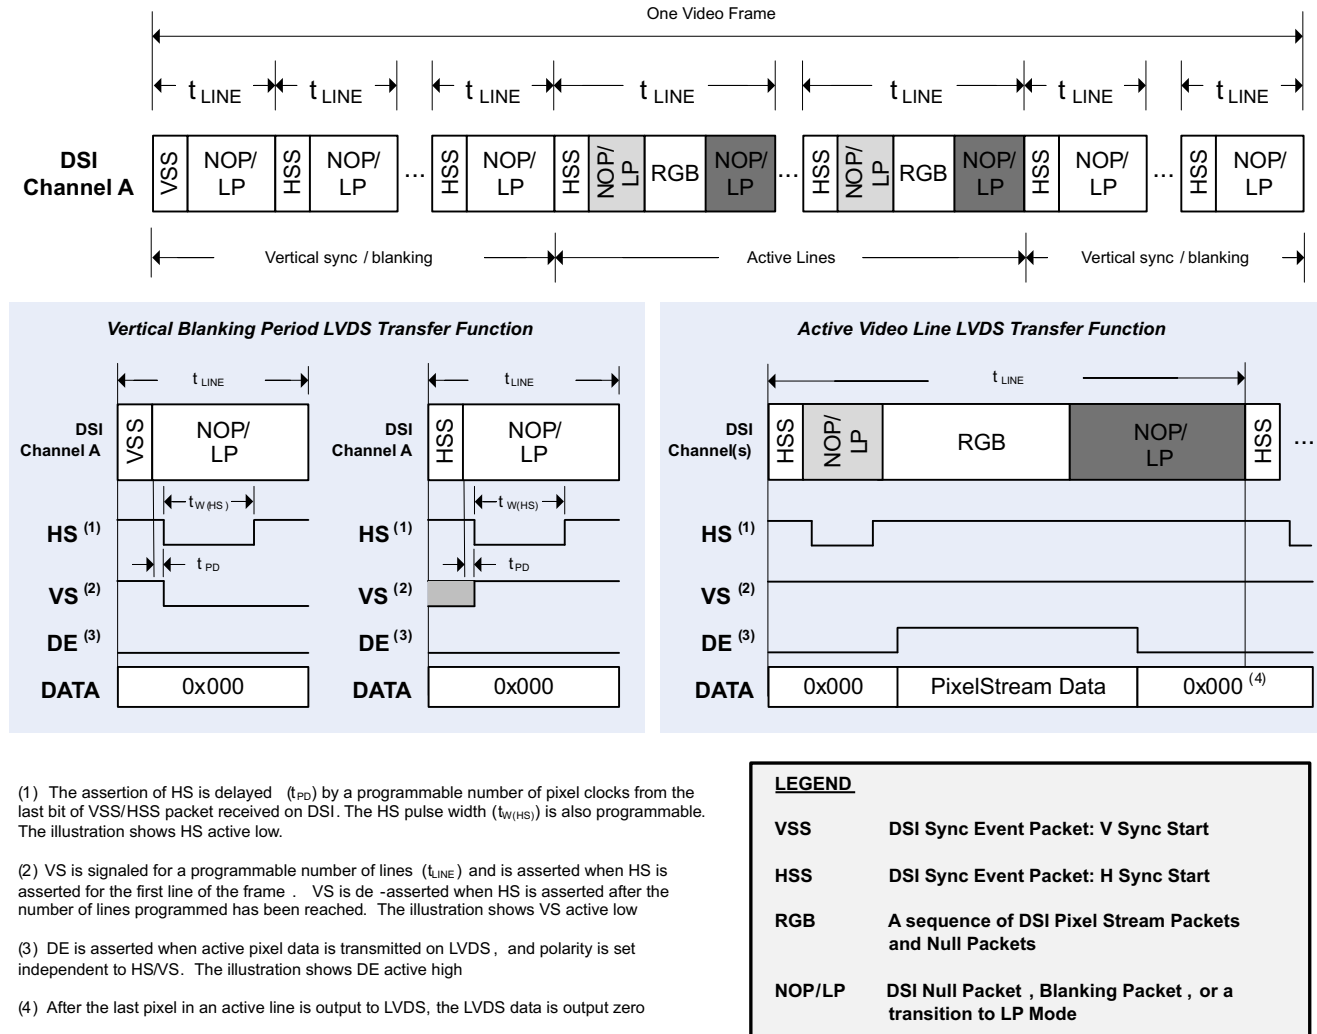 One Video Frame
t LINE t LINE t LINE t LINE t LINE t LINE t LINE
DSI
Channel A
VSS NOP/
LP HSS NOP/
LP ... HSS NOP/
LP HSS NOP/
LP RGB NOP/
LP ... HSS NOP/
LP RGB NOP/
LP HSS NOP/
LP ... HSS NOP/
LP
Vertical sync / blanking Active Lines Vertical sync / blanking
Vertical Blanking Period LVDS Transfer Function
t LINE t LINE
DSI
Channel A
VSS NOP/
LP
DSI
Channel A
HSS NOP/
LP
t W(HS) t W(HS)
HS (1) HS (1)
t PD t PD
VS (2) VS (2)
DE (3) DE (3)
DATA 0x000 DATA 0x000
Active Video Line LVDS Transfer Function
t LINE
DSI
Channel(s)
HSS NOP/
LP RGB NOP/
LP HSS ...
HS (1)
VS (2)
DE (3)
DATA 0x000 PixelStream Data 0x000 (4)
(1) The assertion of HS is delayed (tPD) by a programmable number of pixel clocks from the
last bit of VSS/HSS packet received on DSI. The HS pulse width (tW(HS)) is also programmable.
The illustration shows HS active low.
(2) VS is signaled for a programmable number of lines (tLINE) and is asserted when HS is
asserted for the first line of the frame . VS is de -asserted when HS is asserted after the
number of lines programmed has been reached. The illustration shows VS active low
(3) DE is asserted when active pixel data is transmitted on LVDS , and polarity is set
independent to HS/VS. The illustration shows DE active high
(4) After the last pixel in an active line is output to LVDS, the LVDS data is output zero
LEGEND
VSS DSI Sync Event Packet: V Sync Start
HSS DSI Sync Event Packet: H Sync Start
RGB A sequence of DSI Pixel Stream Packets
and Null Packets
NOP/LP DSI Null Packet , Blanking Packet , or a
transition to LP Mode